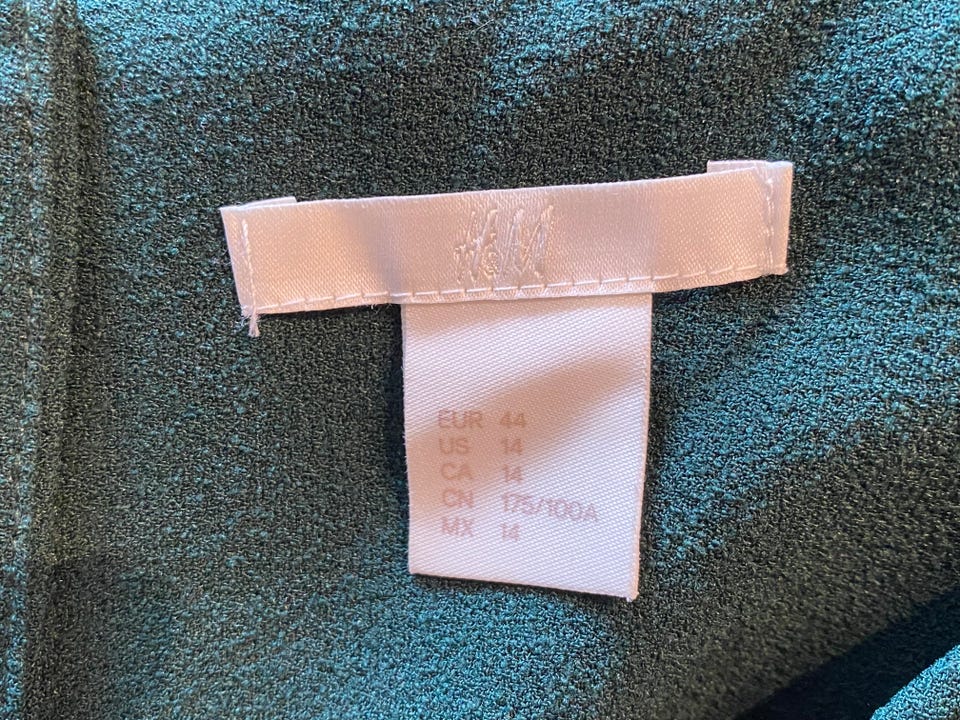 H&M
EUR 44
US 14
CA 14
CN 175/100A
MX 14